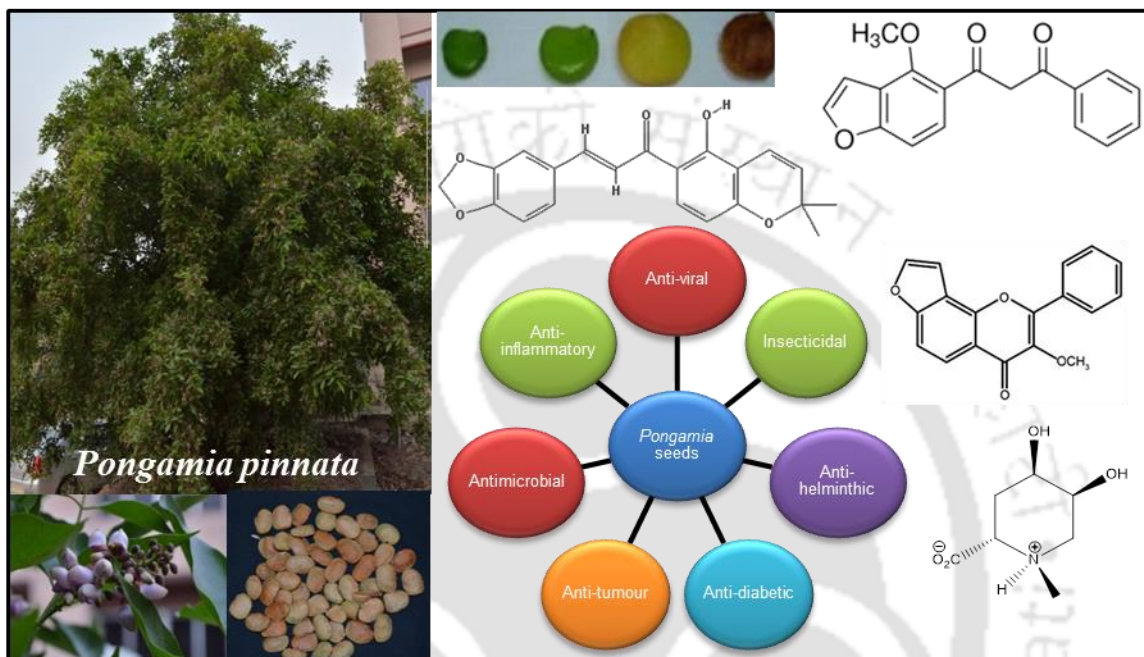 Pongamia pinnata
H₃CO
O
O
O
H
O
O
H
H
O
O
O
Anti-viral
Anti-
inflammatory
Insecticidal
Pongamia
seeds
Antimicrobial
Anti-
helminthic
Anti-tumour
Anti-diabetic
O
O
OCH₃
O
OH
OH
⊖
O₂C
N
+
H